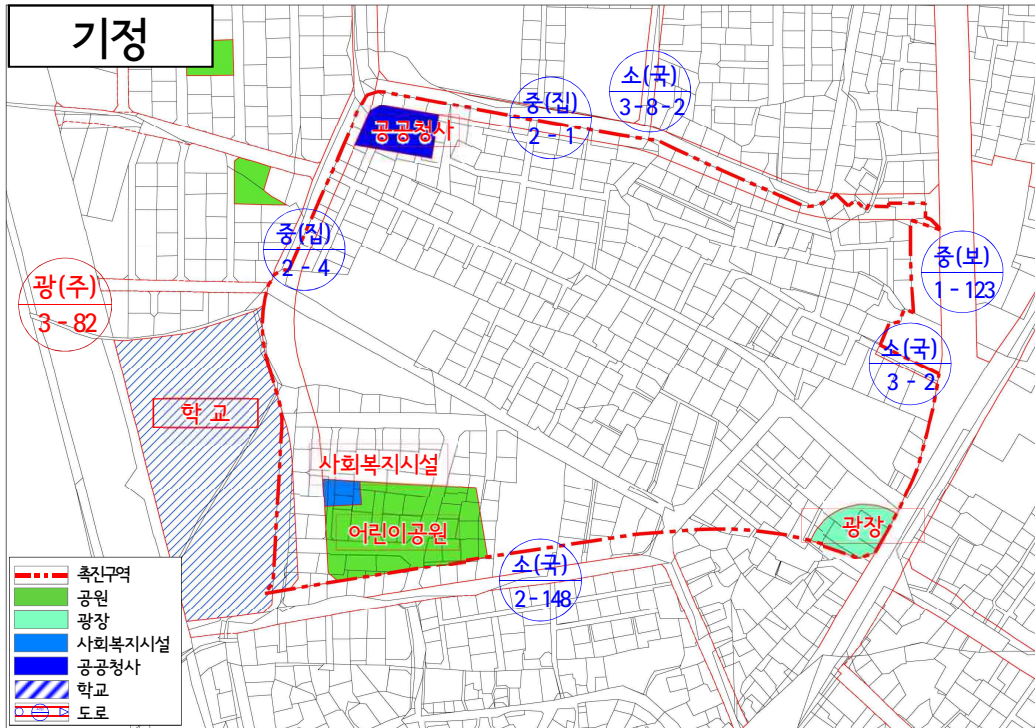 기정
소(국)
3-8-2
중(집)
2-1
공공청사
중(집)
2-4
중(보)
1-123
광(주)
3-82
소(국)
3-2
학교
사회복지시설
어린이공원
광장
소(국)
2-148
촉진구역
공원
광장
사회복지시설
공공청사
학교
도로